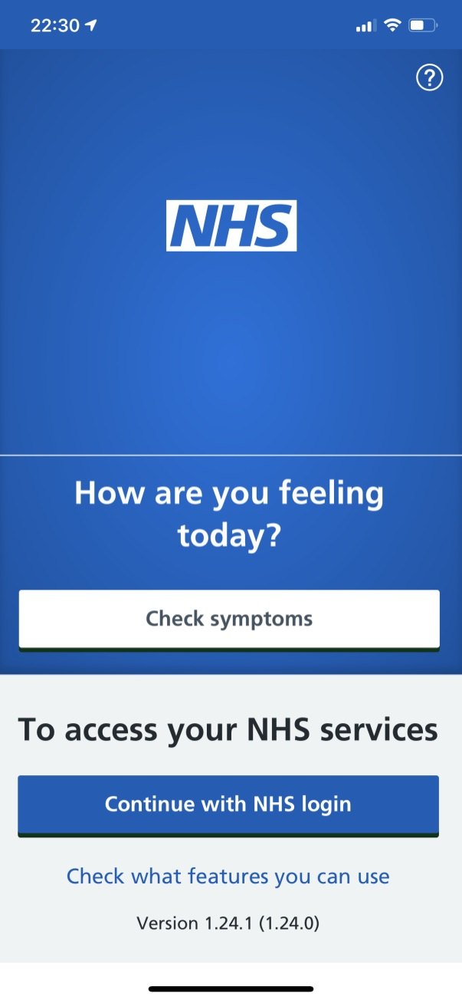 22:30
?
NHS
How are you feeling
today?
Check symptoms
To access your NHS services
Continue with NHS login
Check what features you can use
Version 1.24.1 (1.24.0)